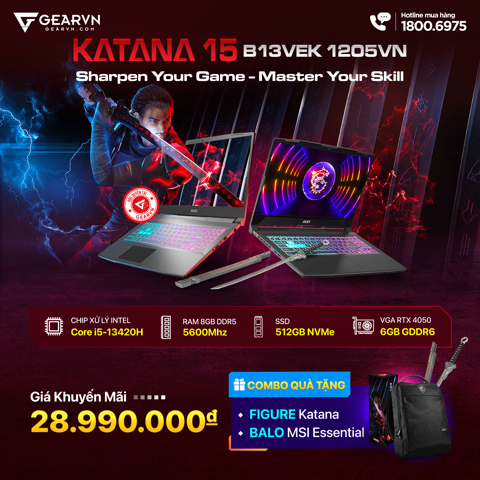 GEARVN
GEARVN.COM
Hotline mua hàng
1800.6975
KATANA 15 B13VEK 1205VN
Sharpen Your Game - Master Your Skill
GEARVN
CHIP XỬ LÝ INTEL
Core i5-13420H
RAM 8GB DDR5
5600Mhz
SSD
512GB NVMe
VGA RTX 4050
6GB GDDR6
Giá Khuyến Mãi
28.990.000đ
COMBO QUÀ TẶNG
• FIGURE Katana
• BALO MSI Essential
15